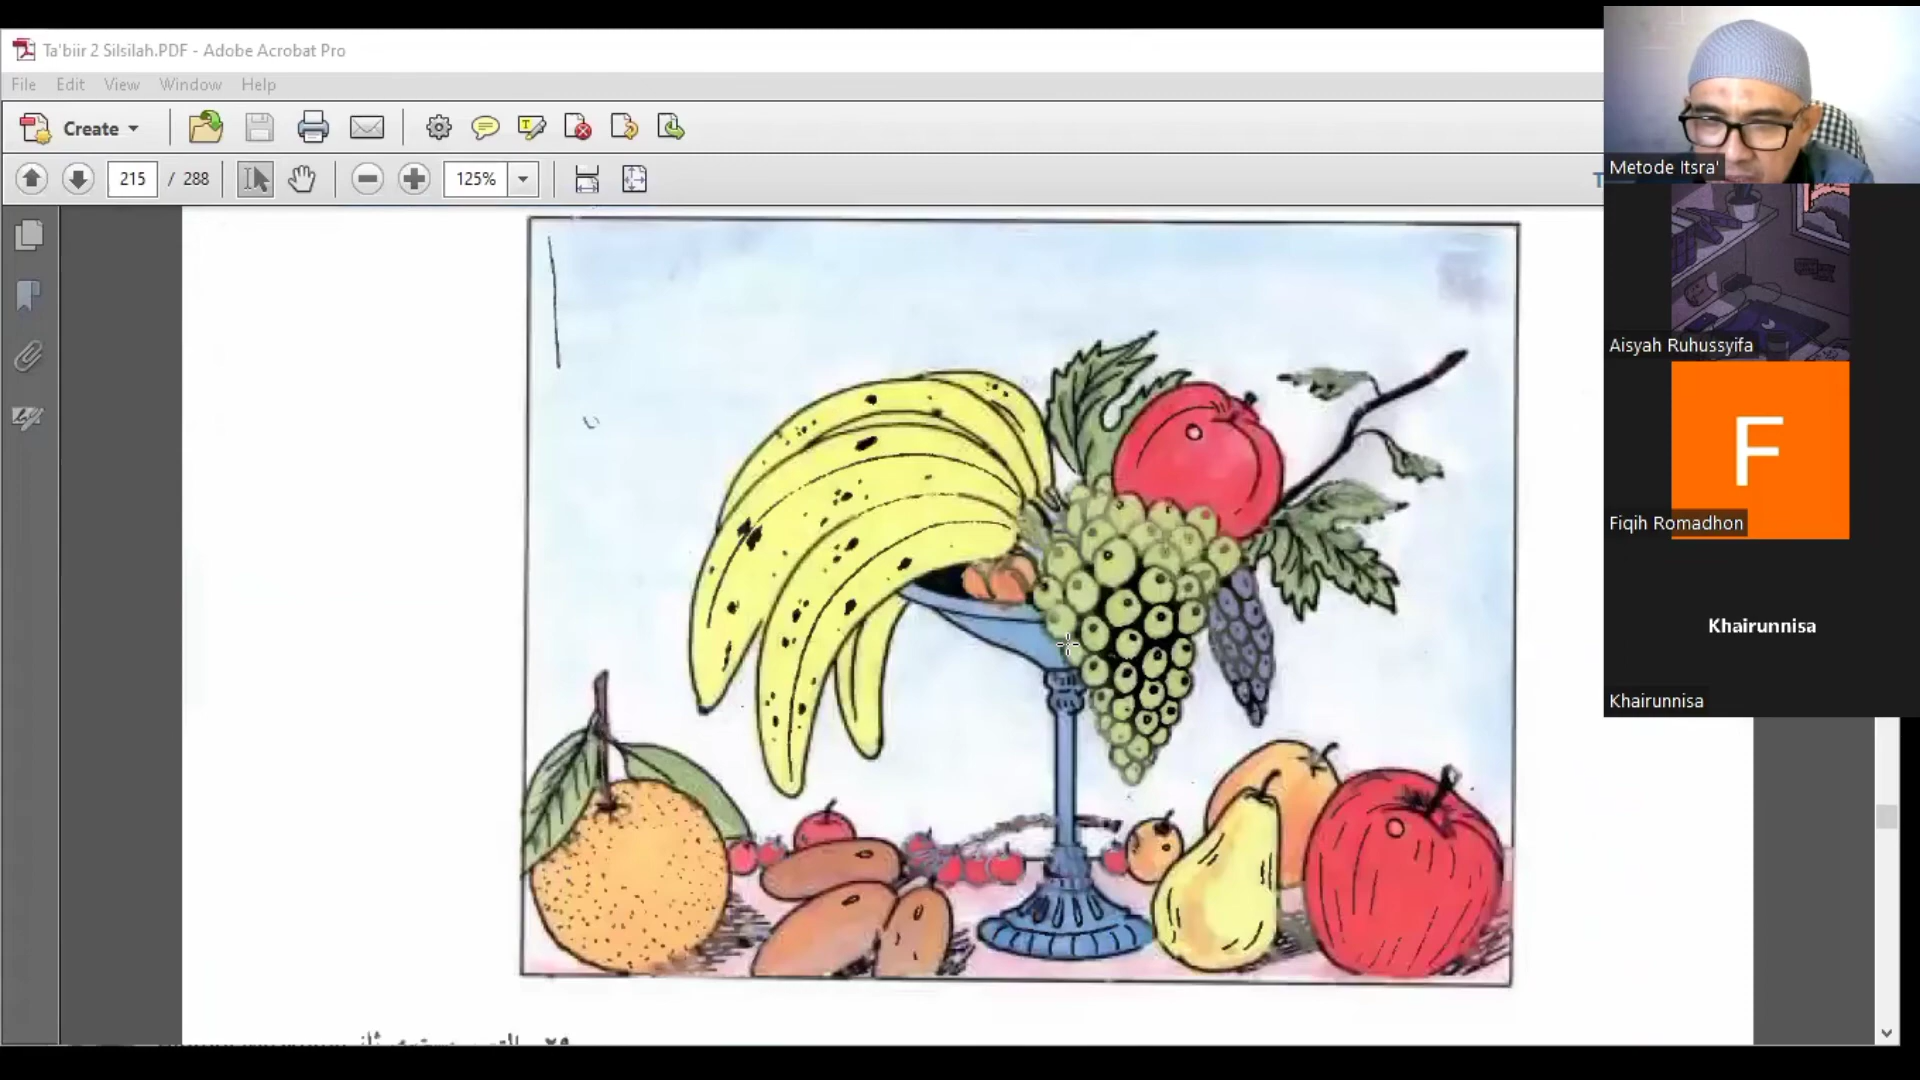 Ta'biir 2 Silsilah.PDF - Adobe Acrobat Pro
File Edit View Window Help
Create
215 / 288 125%
Metode Itsra'
Aisyah Ruhussyifa
F
Fiqih Romadhon
Khairunnisa
Khairunnisa